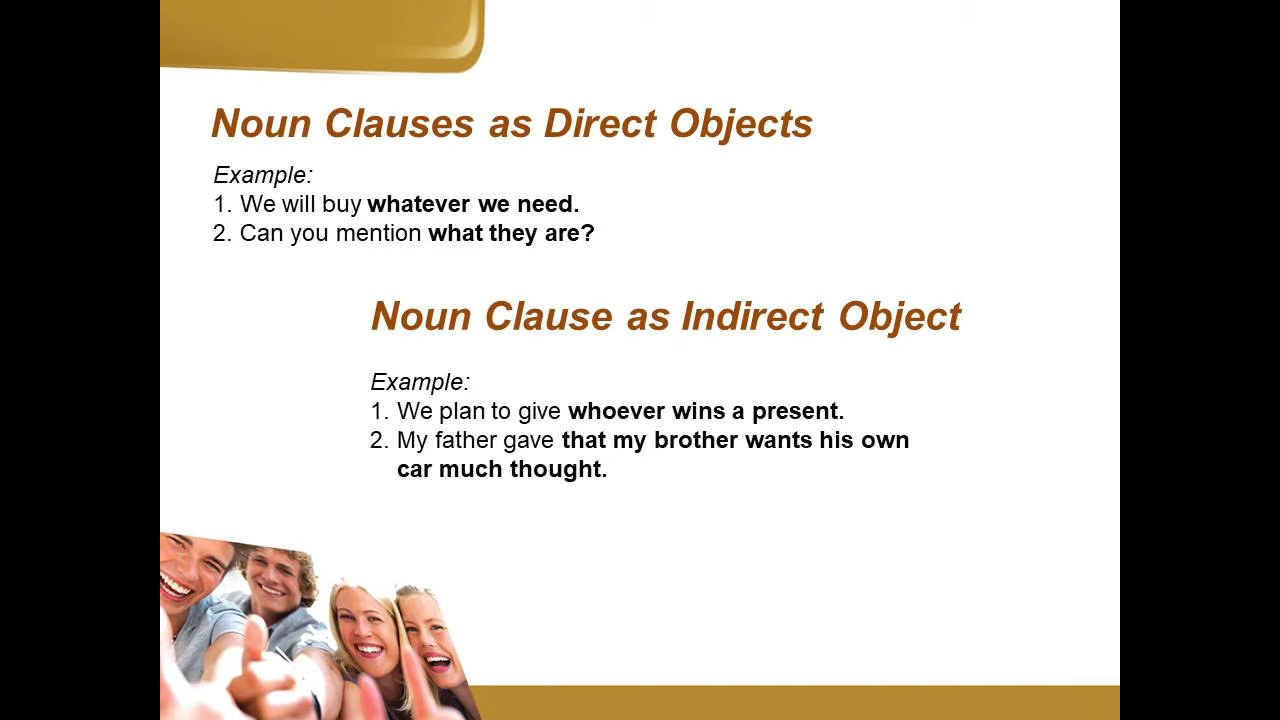 Noun Clauses as Direct Objects
Example:
1. We will buy whatever we need.
2. Can you mention what they are?
Noun Clause as Indirect Object
Example:
1. We plan to give whoever wins a present.
2. My father gave that my brother wants his own
car much thought.